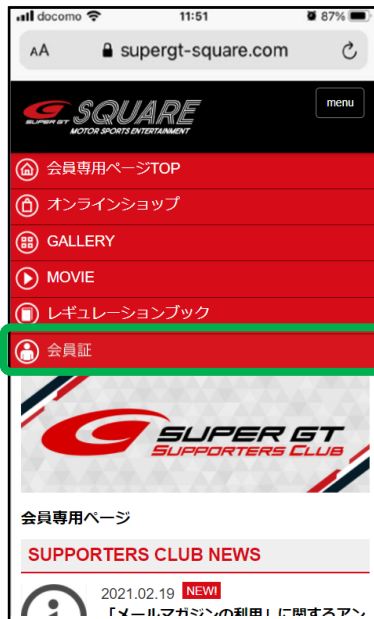 docomo 11:51 87%
AA supergt-square.com
SUPER GT SQUARE
MOTOR SPORTS ENTERTAINMENT
menu
会員専用ページTOP
オンラインショップ
GALLERY
MOVIE
レギュレーションブック
会員証
SUPER GT
SUPPORTERS CLUB
会員専用ページ
SUPPORTERS CLUB NEWS
2021.02.19 NEW!
「メールマガジンの利用」に関するアン